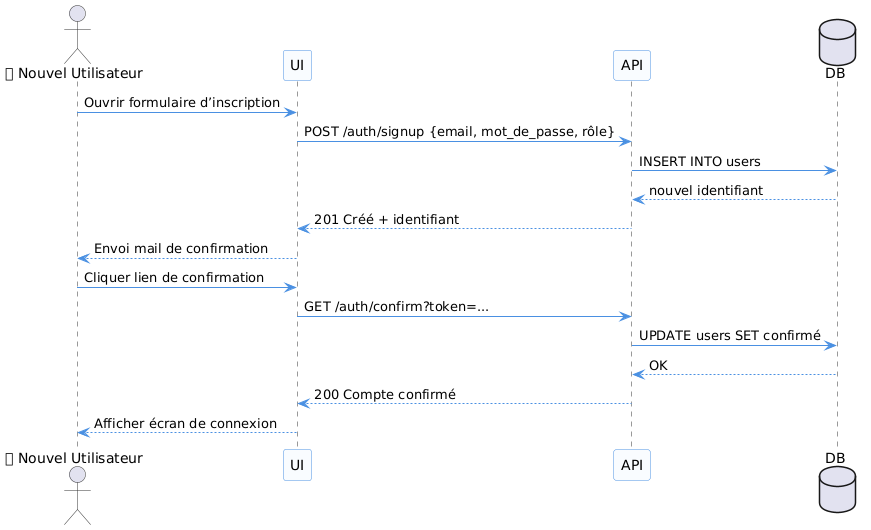 Nouvel Utilisateur
UI
API
DB
Ouvrir formulaire d’inscription
POST /auth/signup {email, mot_de_passe, rôle}
INSERT INTO users
nouvel identifiant
201 Créé + identifiant
Envoi mail de confirmation
Cliquer lien de confirmation
GET /auth/confirm?token=...
UPDATE users SET confirmé
OK
200 Compte confirmé
Afficher écran de connexion
Nouvel Utilisateur
UI
API
DB